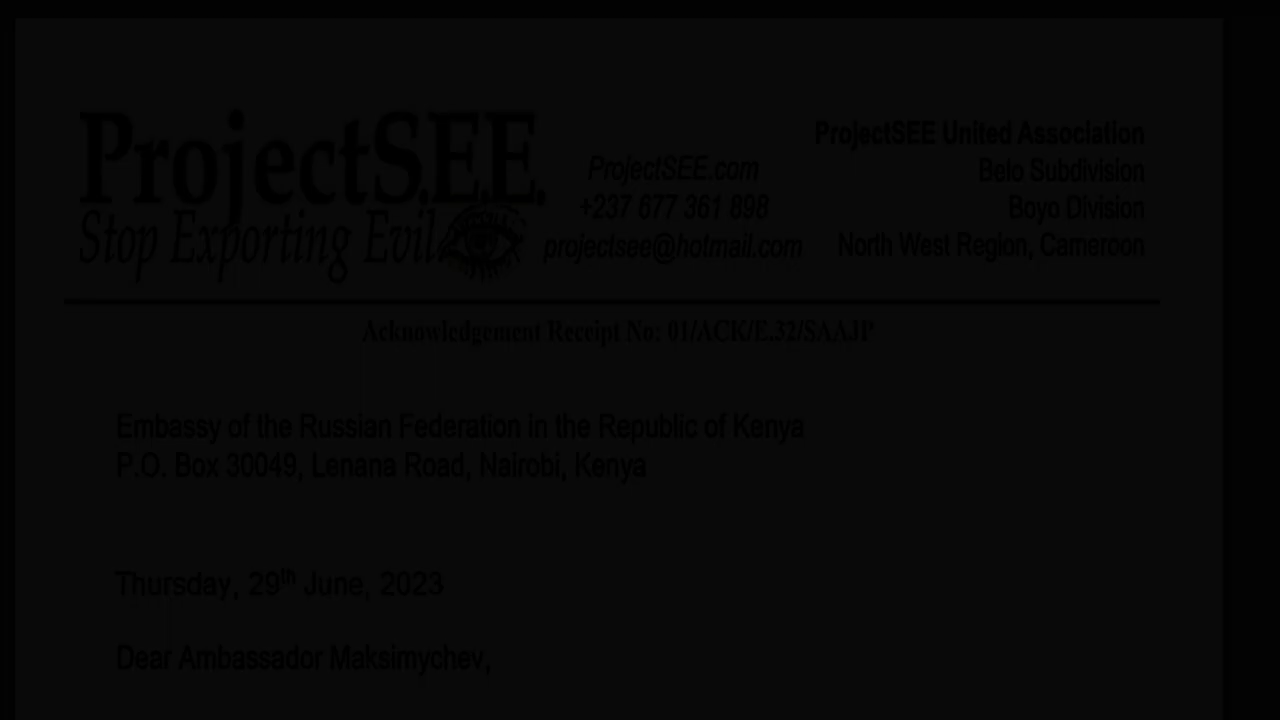 ProjectS.E.E.
Stop Exporting Evil
ProjectSEE.com
+237 677 361 898
projectsee@hotmail.com
ProjectSEE United Association
Belo Subdivision
Boyo Division
North West Region, Cameroon
Acknowledgement Receipt No: 01/ACK/E.32/SAAJP
Embassy of the Russian Federation in the Republic of Kenya
P.O. Box 30049, Lenana Road, Nairobi, Kenya
Thursday, 29th June, 2023
Dear Ambassador Maksimychev,